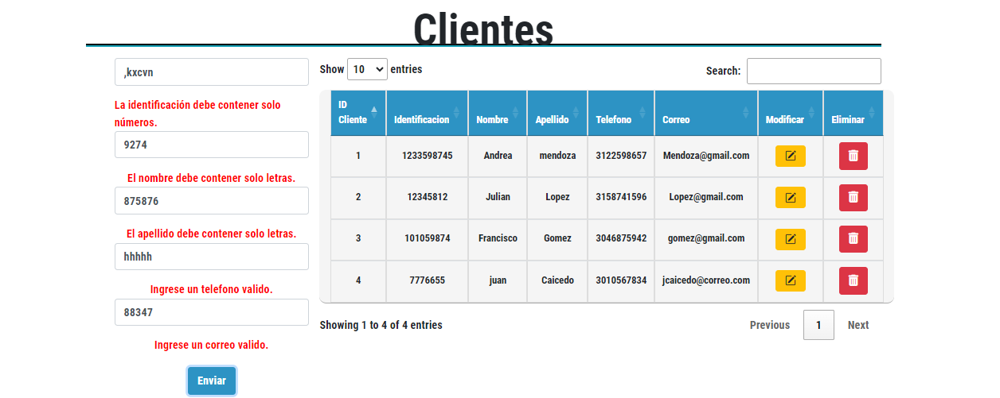 Clientes
,kxcvn
La identificación debe contener solo
números.
9274
El nombre debe contener solo letras.
875876
El apellido debe contener solo letras.
hhhhh
Ingrese un telefono valido.
88347
Ingrese un correo valido.
Enviar
Show 10 entries
Search:
ID
Cliente Identificacion Nombre Apellido Telefono Correo Modificar Eliminar
1 1233598745 Andrea mendoza 3122598657 Mendoza@gmail.com
2 12345812 Julian Lopez 3158741596 Lopez@gmail.com
3 101059874 Francisco Gomez 3046875942 gomez@gmail.com
4 7776655 juan Caicedo 3010567834 jcaicedo@correo.com
Showing 1 to 4 of 4 entries
Previous 1 Next